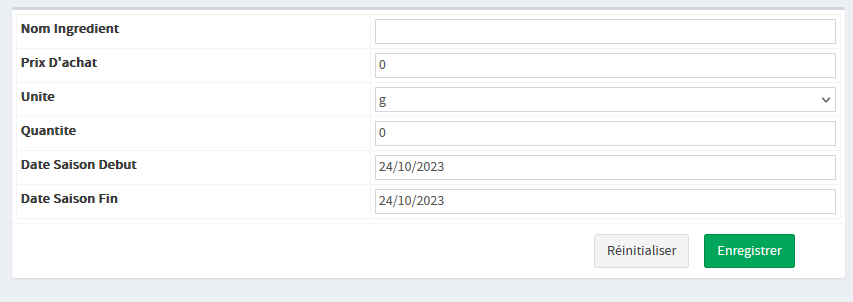 Nom Ingredient
Prix D'achat 0
Unite g
Quantite 0
Date Saison Debut 24/10/2023
Date Saison Fin 24/10/2023
Réinitialiser Enregistrer